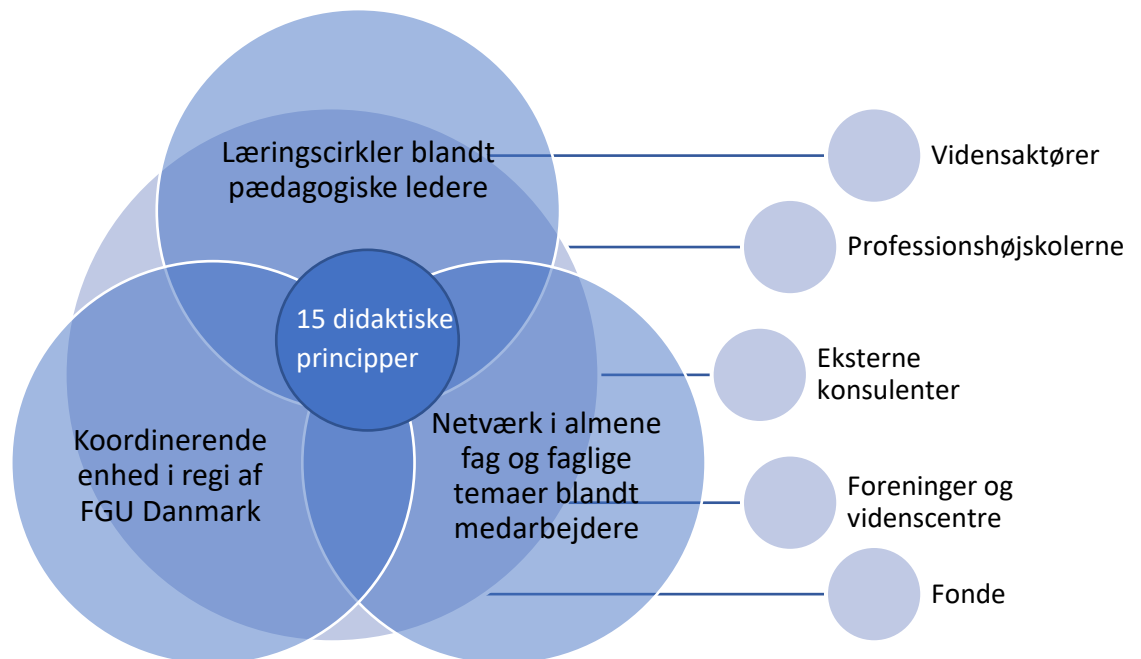 Læringscirkler blandt
pædagogiske ledere
15 didaktiske
principper
Koordinerende
enhed i regi af
FGU Danmark
Netværk i almene
fag og faglige
temaer blandt
medarbejdere
Vidensaktører
Professionshøjskolerne
Eksterne
konsulenter
Foreninger og
videnscentre
Fonde